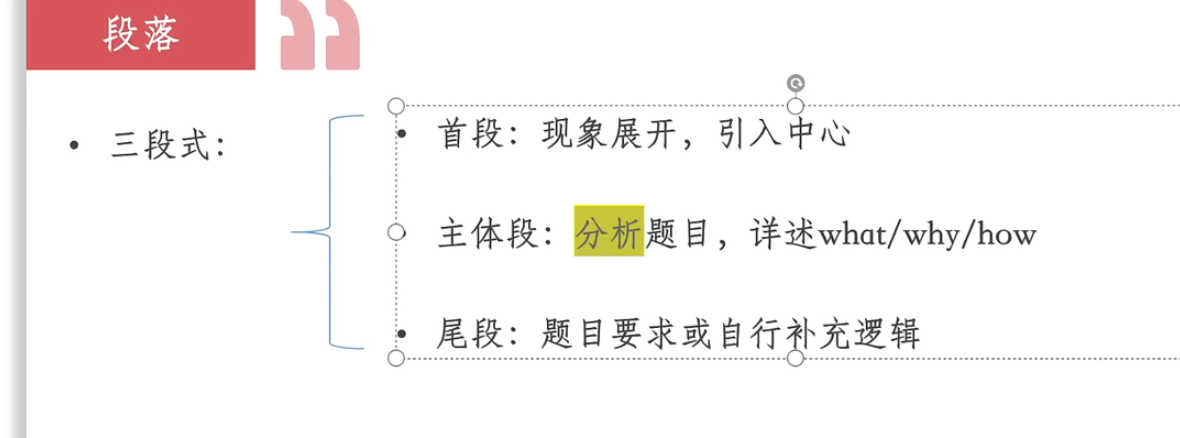 段落
• 三段式：
• 首段：现象展开，引入中心
• 主体段：分析题目，详述what/why/how
• 尾段：题目要求或自行补充逻辑